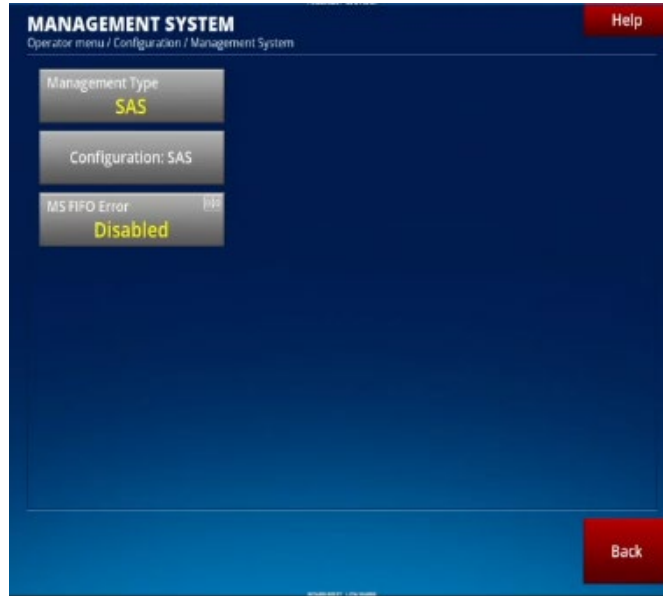 MANAGEMENT SYSTEM
Operator menu / Configuration / Management System
Help
Management Type
SAS
Configuration: SAS
MS FIFO Error
Disabled
Back